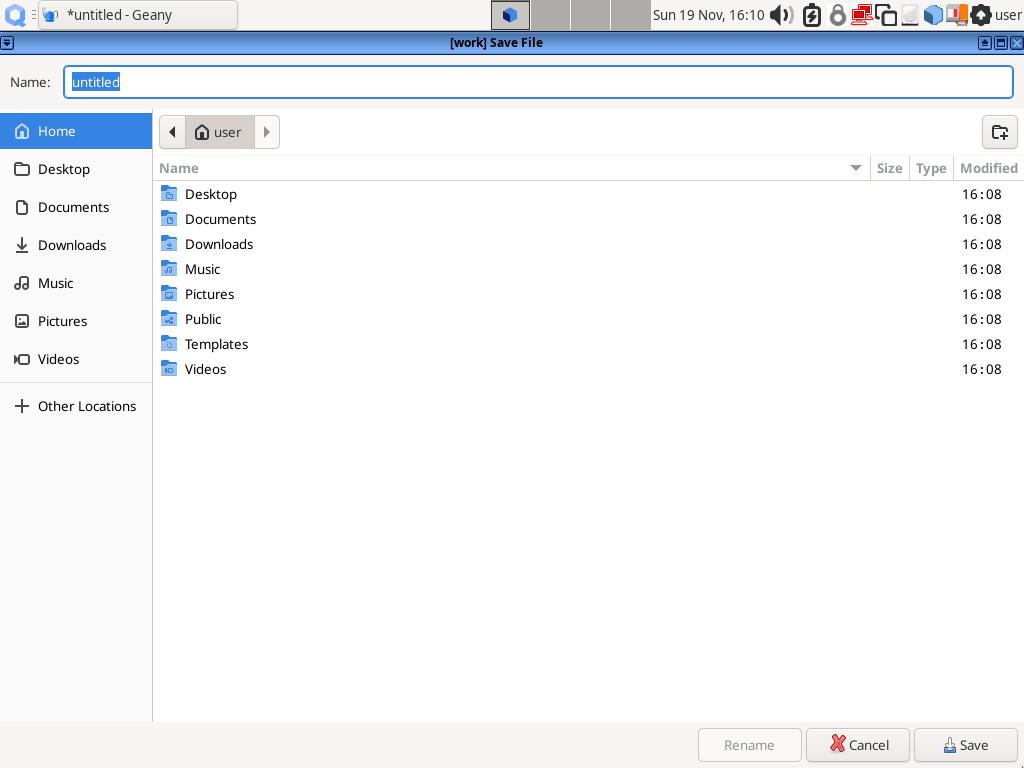 *untitled - Geany
Sun 19 Nov, 16:10
user
[work] Save File
Name:
untitled
Home
Desktop
Documents
Downloads
Music
Pictures
Videos
Other Locations
user
Name Size Type Modified
Desktop 16:08
Documents 16:08
Downloads 16:08
Music 16:08
Pictures 16:08
Public 16:08
Templates 16:08
Videos 16:08
Rename Cancel Save